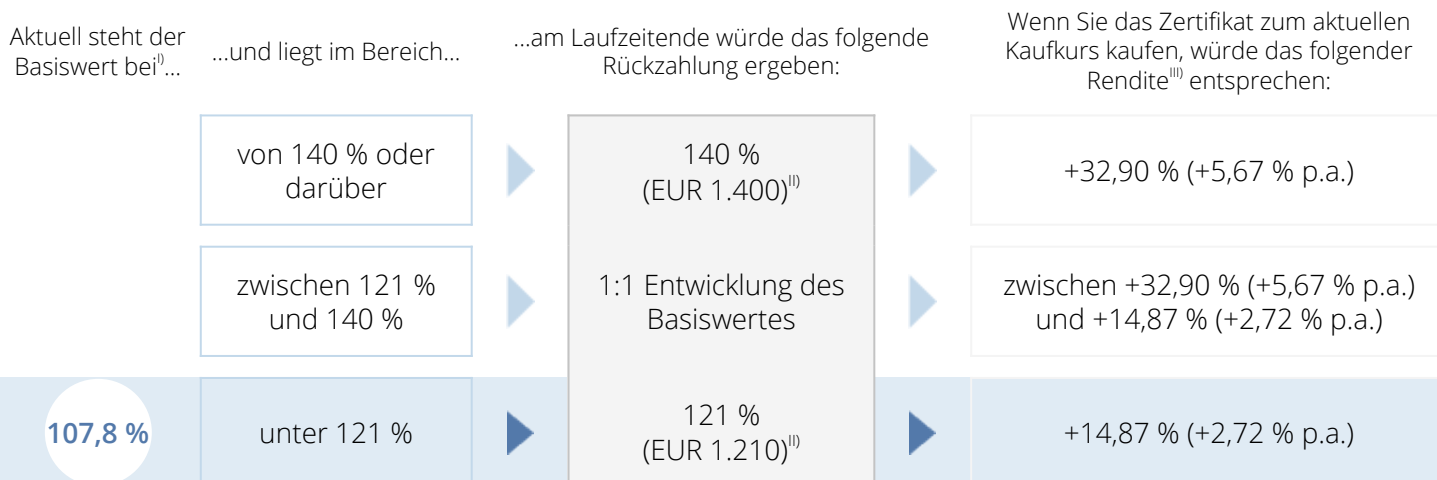 Aktuell steht der
Basiswert bei I)...
...und liegt im Bereich...
...am Laufzeitende würde das folgende
Rückzahlung ergeben:
Wenn Sie das Zertifikat zum aktuellen
Kaufkurs kaufen, würde das folgender
Rendite III) entsprechen:
von 140 % oder
darüber
140 %
(EUR 1.400) II)
+32,90 % (+5,67 % p.a.)
zwischen 121 %
und 140 %
1:1 Entwicklung des
Basiswertes
zwischen +32,90 % (+5,67 % p.a.)
und +14,87 % (+2,72 % p.a.)
107,8 %
unter 121 %
121 %
(EUR 1.210) II)
+14,87 % (+2,72 % p.a.)